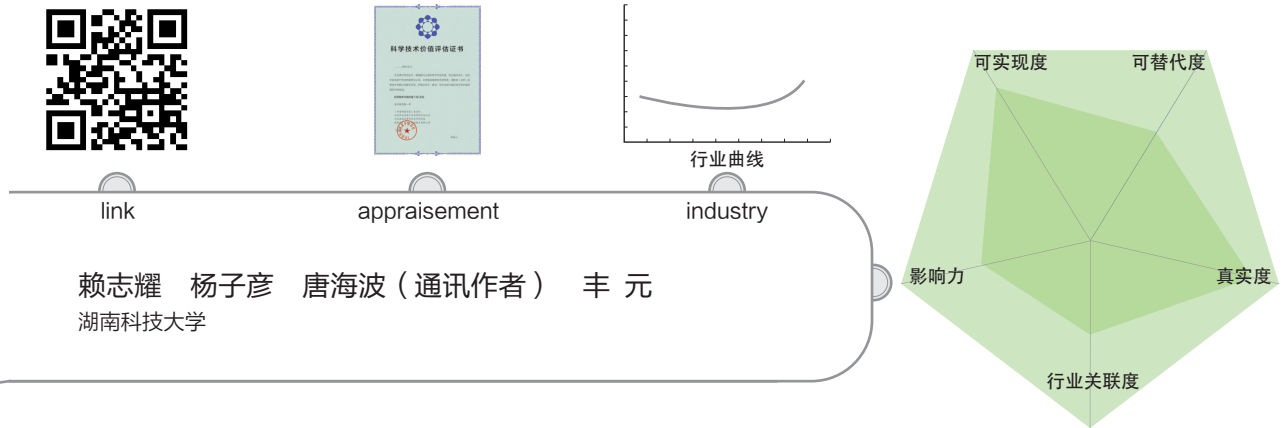 科学技术价值评估证书
行业曲线
link
appraisement
industry
赖志耀 杨子彦 唐海波（通讯作者） 丰 元
湖南科技大学
可实现度
可替代度
影响力
真实度
行业关联度